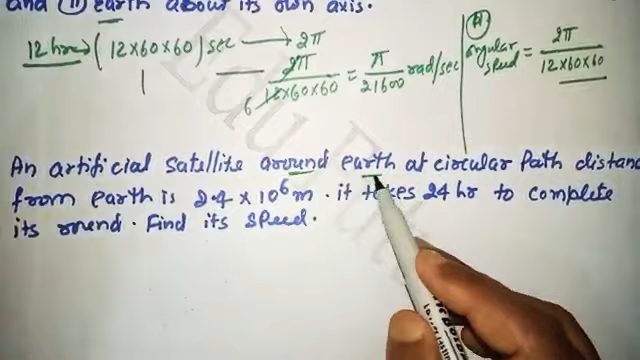 and (ii) earth about its own axis.
12 hrs → (12×60×60) sec → 2π
1 — 2π/12×60×60 = π/21600 rad/sec
6
(ii) angular speed = 2π/12×60×60
An artificial satellite around earth at circular path distan
from earth is 2.4 × 10⁶ m. it takes 24 hr to complete
its round. Find its speed.